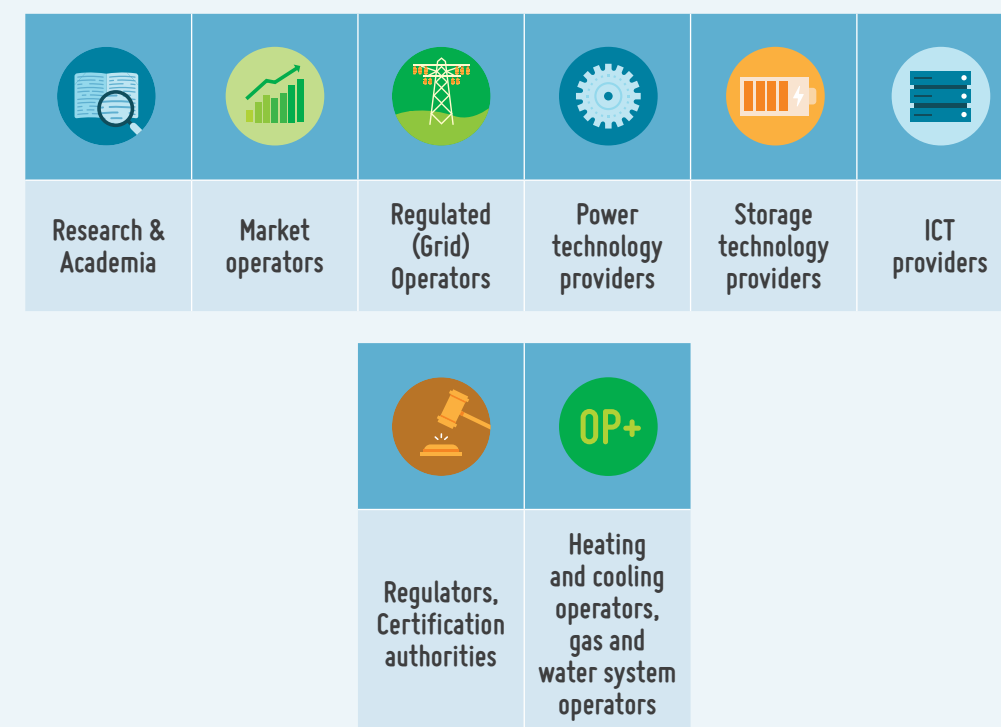 Research &
Academia
Market
operators
Regulated
(Grid)
Operators
Power
technology
providers
Storage
technology
providers
ICT
providers
OP+
Regulators,
Certification
authorities
Heating
and cooling
operators,
gas and
water system
operators